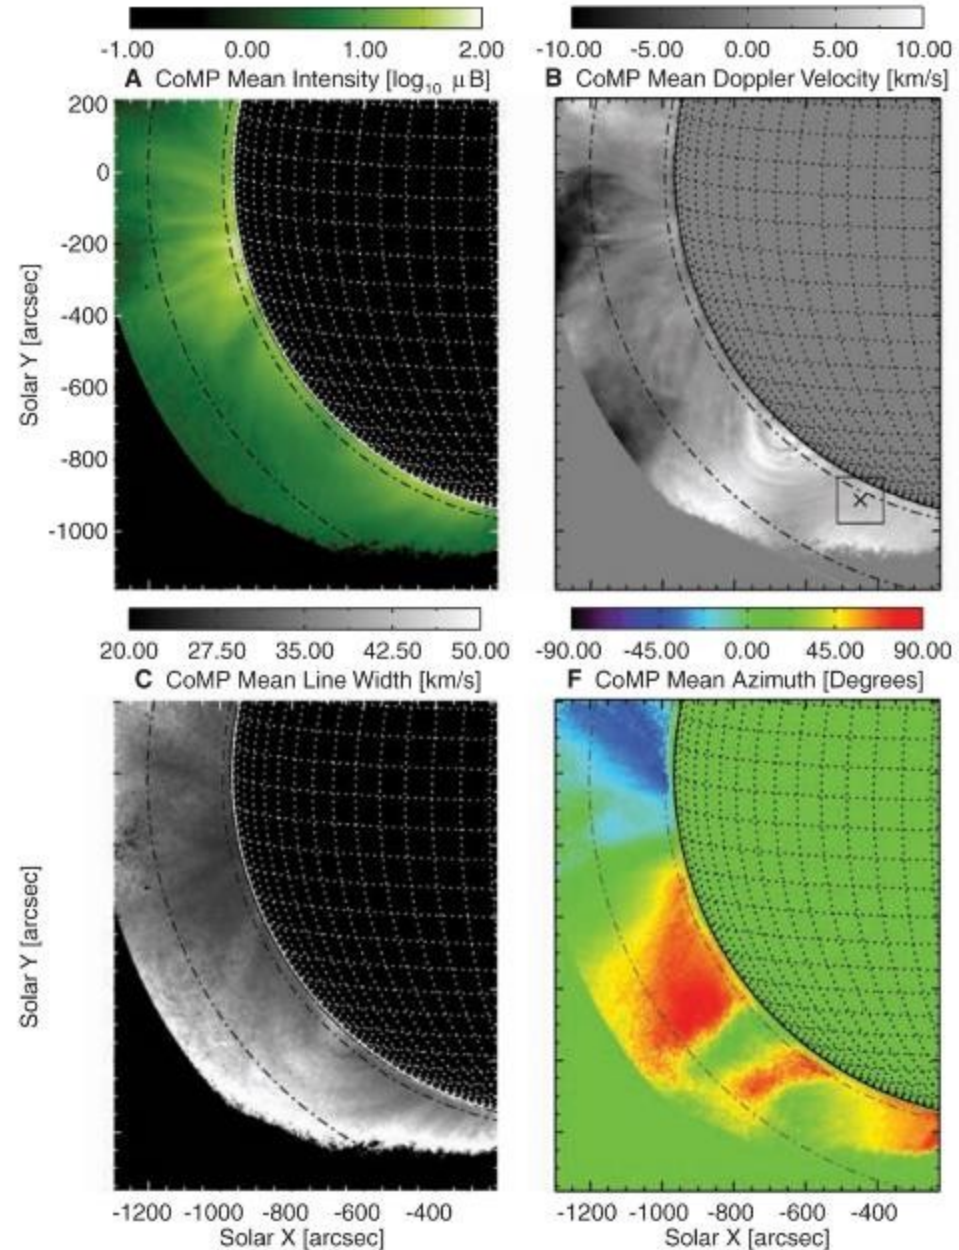 -1.00 0.00 1.00 2.00
A CoMP Mean Intensity [log10 μB]
-10.00 -5.00 0.00 5.00 10.00
B CoMP Mean Doppler Velocity [km/s]
200
0
-200
-400
-600
-800
-1000
Solar Y [arcsec]
20.00 27.50 35.00 42.50 50.00
C CoMP Mean Line Width [km/s]
-90.00 -45.00 0.00 45.00 90.00
F CoMP Mean Azimuth [Degrees]
Solar Y [arcsec]
-1200 -1000 -800 -600 -400
Solar X [arcsec]
-1200 -1000 -800 -600 -400
Solar X [arcsec]